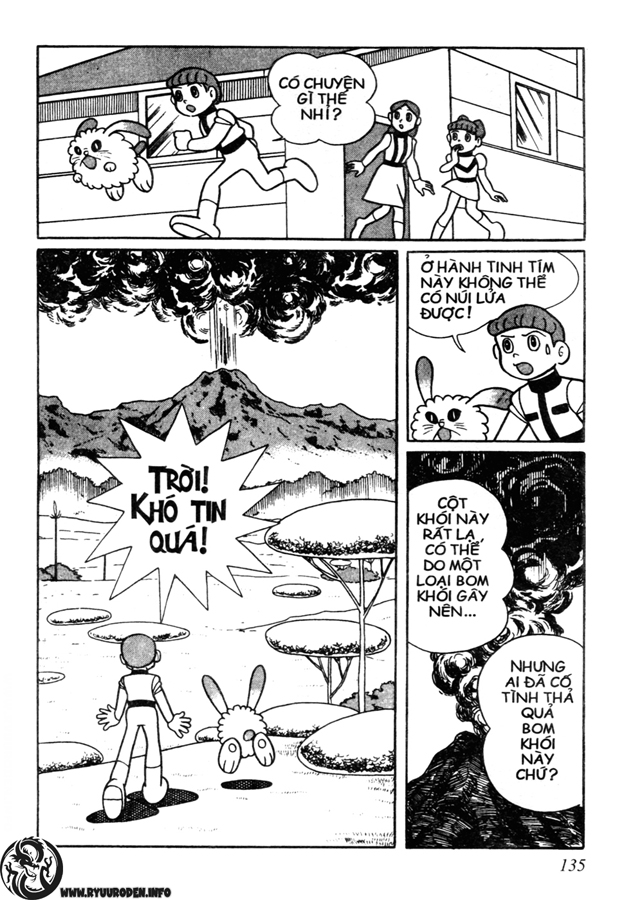 CÓ CHUYỆN
GÌ THẾ
NHỈ?
TRỜI!
KHÓ TIN
QUÁ!
Ở HÀNH TINH TÍM
NÀY KHÔNG THỂ
CÓ NÚI LỬA
ĐƯỢC!
CỘT
KHÓI NÀY
RẤT LẠ,
CÓ THỂ
DO MỘT
LOẠI BOM
KHÓI GÂY
NÊN...
NHƯNG
AI ĐÃ CỐ
TÌNH THẢ
QUẢ
BOM
KHÓI
NÀY
CHỨ?
135
WWW.RYUURODEN.INFO